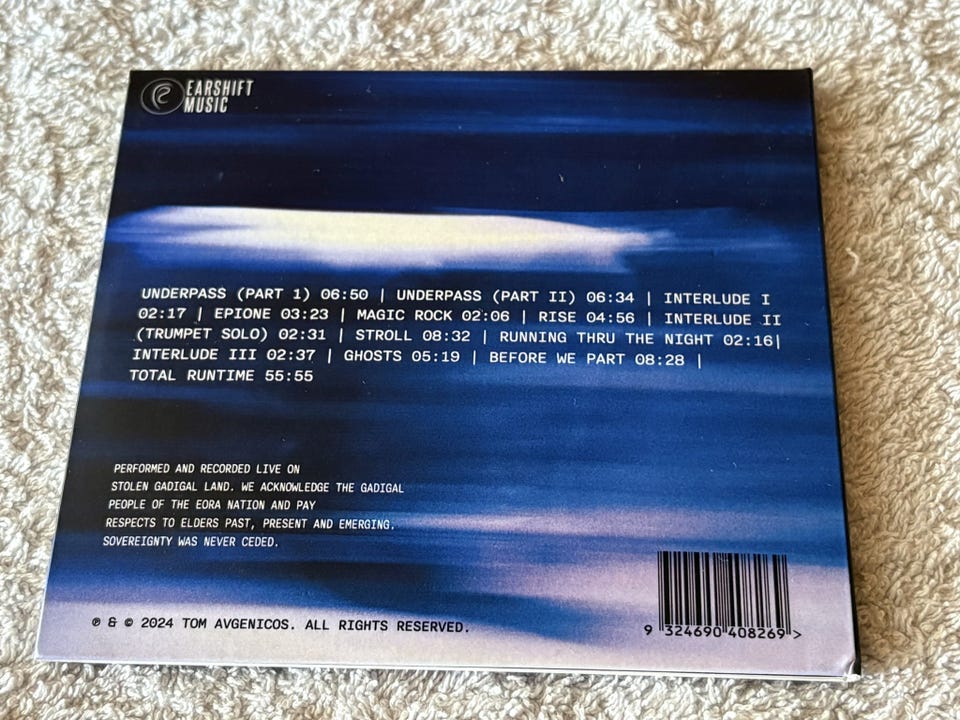 EARSHIFT
MUSIC
UNDERPASS (PART 1) 06:50 | UNDERPASS (PART II) 06:34 | INTERLUDE I
02:17 | EPIONE 03:23 | MAGIC ROCK 02:06 | RISE 04:56 | INTERLUDE II
(TRUMPET SOLO) 02:31 | STROLL 08:32 | RUNNING THRU THE NIGHT 02:16|
INTERLUDE III 02:37 | GHOSTS 05:19 | BEFORE WE PART 08:28 |
TOTAL RUNTIME 55:55
PERFORMED AND RECORDED LIVE ON
STOLEN GADIGAL LAND. WE ACKNOWLEDGE THE GADIGAL
PEOPLE OF THE EORA NATION AND PAY
RESPECTS TO ELDERS PAST, PRESENT AND EMERGING.
SOVEREIGNTY WAS NEVER CEDED.
℗ & © 2024 TOM AVGENICOS. ALL RIGHTS RESERVED.
9 324690 408269 >